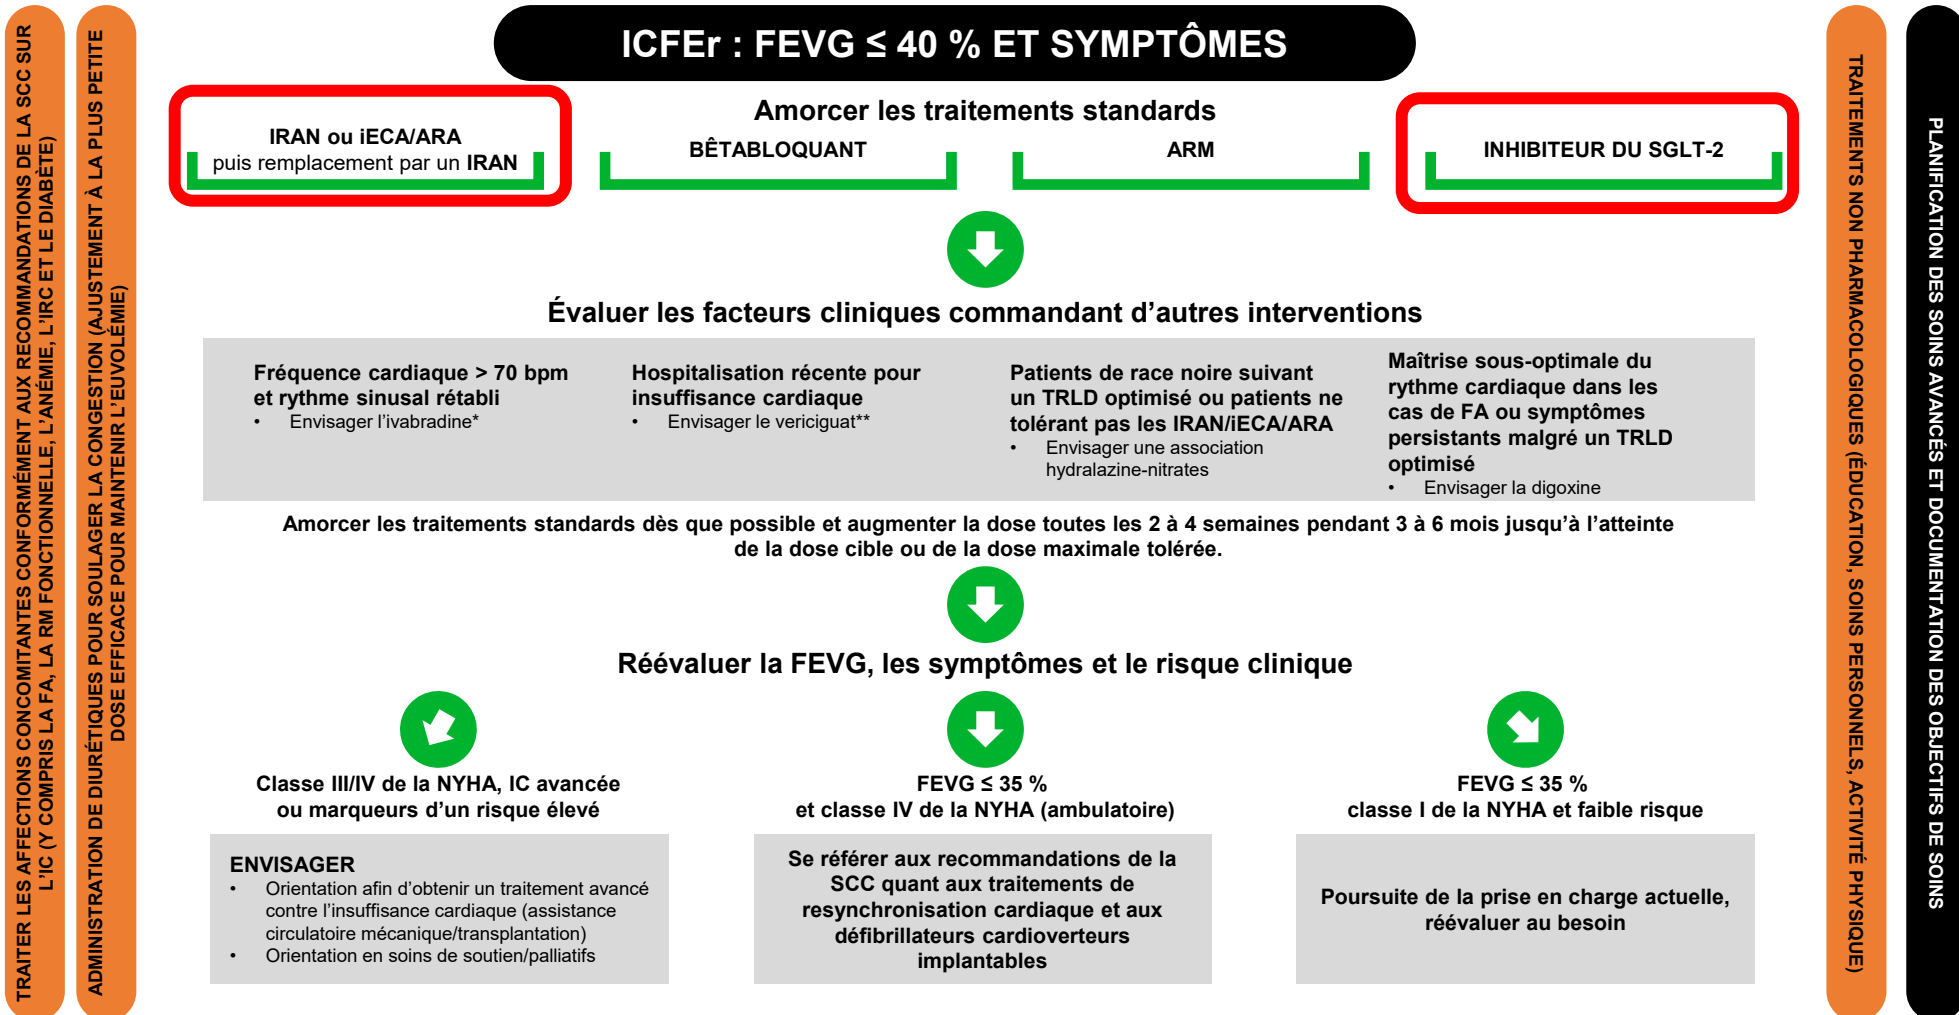 TRAITER LES AFFECTIONS CONCOMITANTES CONFORMÉMENT AUX RECOMMANDATIONS DE LA SCC SUR
L'IC (Y COMPRIS LA FA, LA RM FONCTIONNELLE, L'ANÉMIE, L'IRC ET LE DIABÈTE)
ADMINISTRATION DE DIURÉTIQUES POUR SOULAGER LA CONGESTION (AJUSTEMENT À LA PLUS PETITE
DOSE EFFICACE POUR MAINTENIR L'EUVOLÉMIE)
ICFEr : FEVG ≤ 40 % ET SYMPTÔMES
Amorcer les traitements standards
IRAN ou iECA/ARA
puis remplacement par un IRAN
BÊTABLOQUANT
ARM
INHIBITEUR DU SGLT-2
Évaluer les facteurs cliniques commandant d'autres interventions
Fréquence cardiaque > 70 bpm
et rythme sinusal rétabli
• Envisager l'ivabradine*
Hospitalisation récente pour
insuffisance cardiaque
• Envisager le vericiguat**
Patients de race noire suivant
un TRLD optimisé ou patients ne
tolérant pas les IRAN/iECA/ARA
• Envisager une association
hydralazine-nitrates
Maîtrise sous-optimale du
rythme cardiaque dans les
cas de FA ou symptômes
persistants malgré un TRLD
optimisé
• Envisager la digoxine
Amorcer les traitements standards dès que possible et augmenter la dose toutes les 2 à 4 semaines pendant 3 à 6 mois jusqu'à l'atteinte
de la dose cible ou de la dose maximale tolérée.
Réévaluer la FEVG, les symptômes et le risque clinique
Classe III/IV de la NYHA, IC avancée
ou marqueurs d'un risque élevé
ENVISAGER
• Orientation afin d'obtenir un traitement avancé
contre l'insuffisance cardiaque (assistance
circulatoire mécanique/transplantation)
• Orientation en soins de soutien/palliatifs
FEVG ≤ 35 %
et classe IV de la NYHA (ambulatoire)
Se référer aux recommandations de la
SCC quant aux traitements de
resynchronisation cardiaque et aux
défibrillateurs cardioverteurs
implantables
FEVG ≤ 35 %
classe I de la NYHA et faible risque
Poursuite de la prise en charge actuelle,
réévaluer au besoin
TRAITEMENTS NON PHARMACOLOGIQUES (ÉDUCATION, SOINS PERSONNELS, ACTIVITÉ PHYSIQUE)
PLANIFICATION DES SOINS AVANCÉS ET DOCUMENTATION DES OBJECTIFS DE SOINS